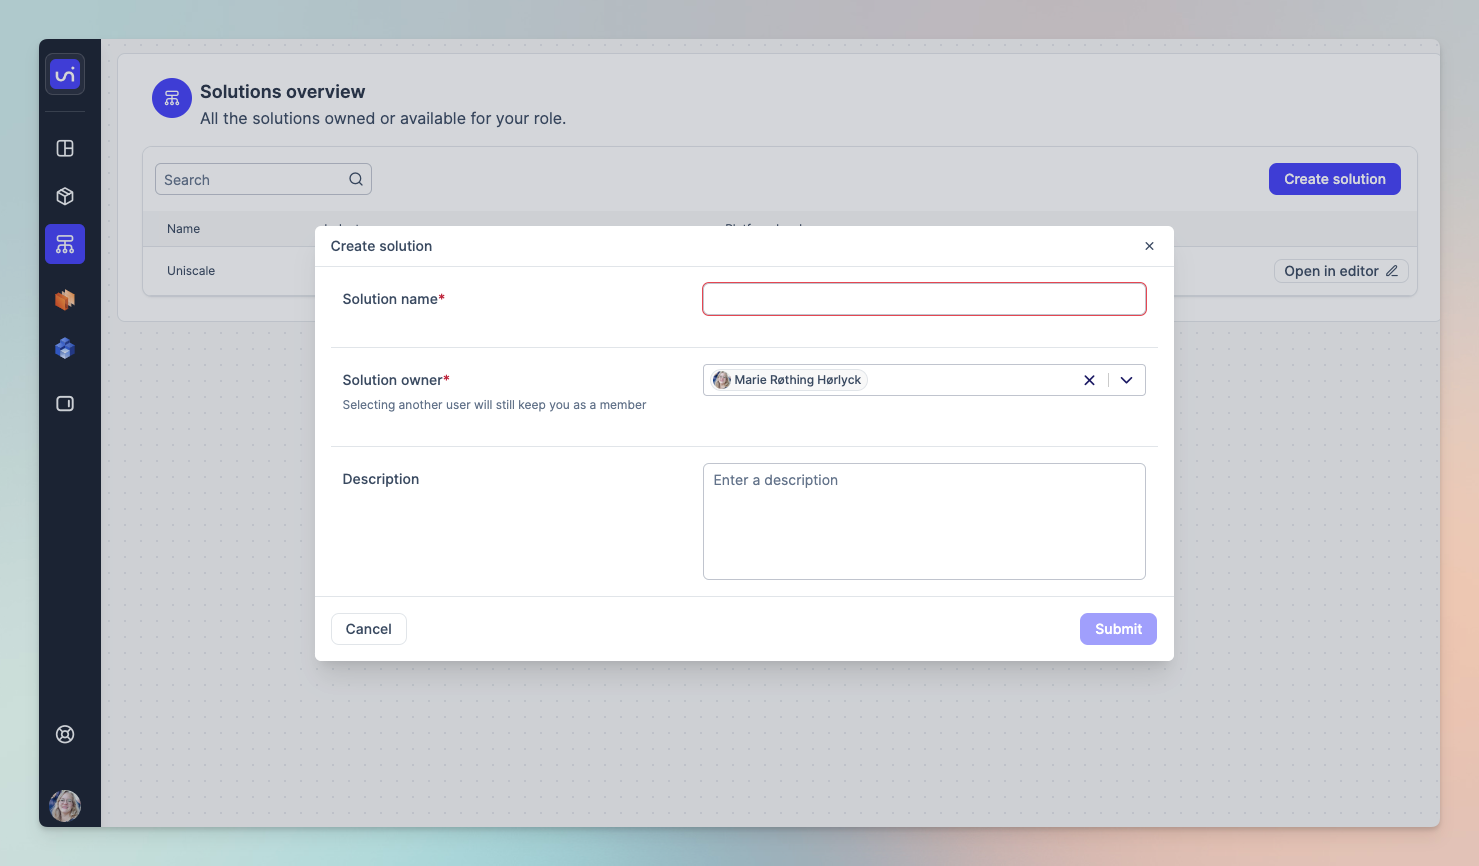 Solutions overview
All the solutions owned or available for your role.
Search
Create solution
Name
Uniscale
Open in editor
Create solution
Solution name*
Solution owner*
Marie Røthing Hørlyck
Selecting another user will still keep you as a member
Description
Enter a description
Cancel
Submit